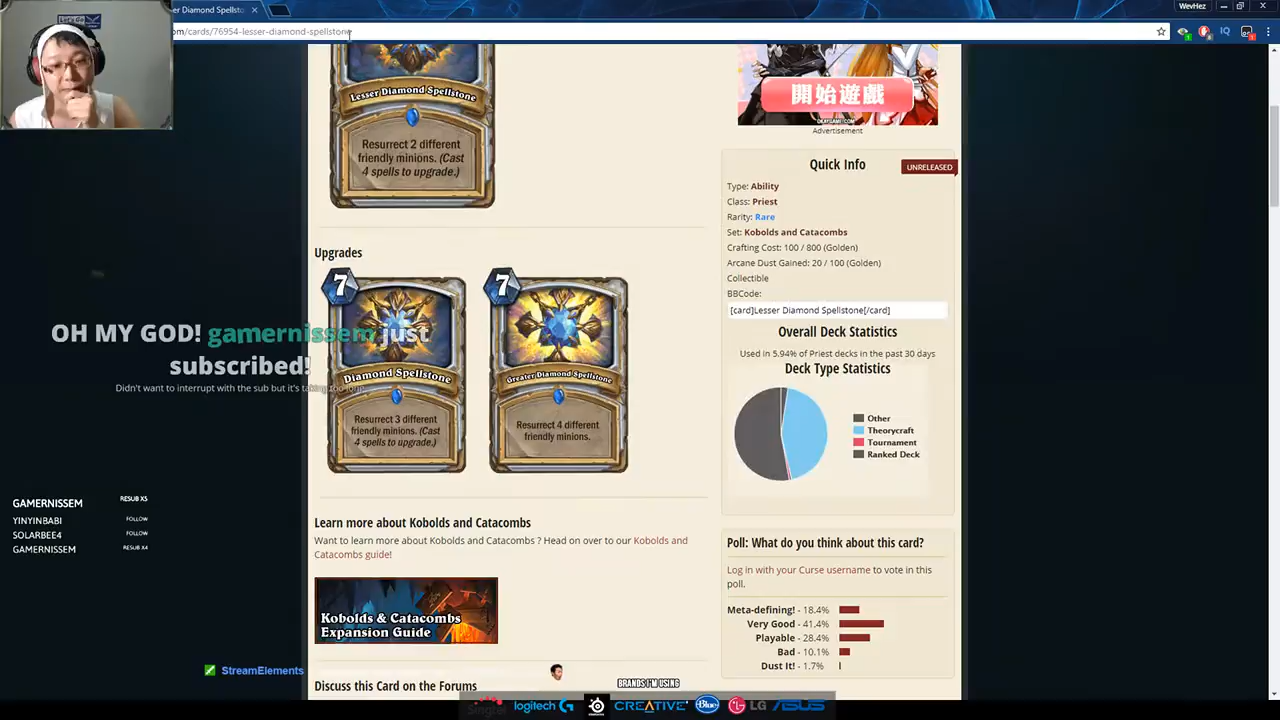 er Diamond Spellsto
WevHez
om/cards/76954-lesser-diamond-spellstone
Let's Go
Lesser Diamond Spellstone
Resurrect 2 different
friendly minions. (Cast
4 spells to upgrade.)
Upgrades
7
Diamond Spellstone
Resurrect 3 different
friendly minions. (Cast
4 spells to upgrade.)
7
Greater Diamond Spellstone
Resurrect 4 different
friendly minions.
OH MY GOD! gamernissem just
subscribed!
Didn't want to interrupt with the sub but it's taking too
GAMERNISSEM RESUB X5
YINYINBABI FOLLOW
SOLARBEE4 FOLLOW
GAMERNISSEM RESUB X4
StreamElements
Learn more about Kobolds and Catacombs
Want to learn more about Kobolds and Catacombs ? Head on over to our Kobolds and
Catacombs guide!
Kobolds & Catacombs
Expansion Guide
Discuss this Card on the Forums
開始遊戲
OKAYGAME.COM
Advertisement
Quick Info
UNRELEASED
Type: Ability
Class: Priest
Rarity: Rare
Set: Kobolds and Catacombs
Crafting Cost: 100 / 800 (Golden)
Arcane Dust Gained: 20 / 100 (Golden)
Collectible
BBCode:
[card]Lesser Diamond Spellstone[/card]
Overall Deck Statistics
Used in 5.94% of Priest decks in the past 30 days
Deck Type Statistics
Other
Theorycraft
Tournament
Ranked Deck
Poll: What do you think about this card?
Log in with your Curse username to vote in this
poll.
Meta-defining! - 18.4%
Very Good - 41.4%
Playable - 28.4%
Bad - 10.1%
Dust It! - 1.7%
BRANDS I'M USING
Singtel logitech G CREATIVE Blue LG ASUS